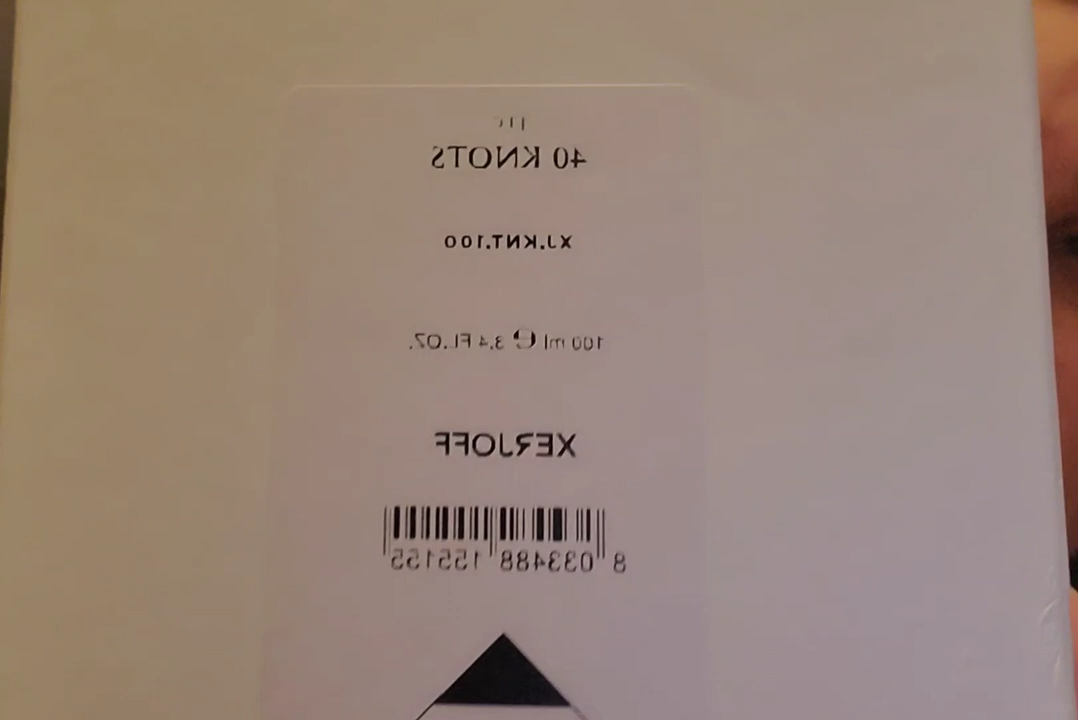 40 KNOTS
XJ.KNT.100
100 ml ℮ 3.4 FL.OZ.
XERJOFF
8 033488 155155